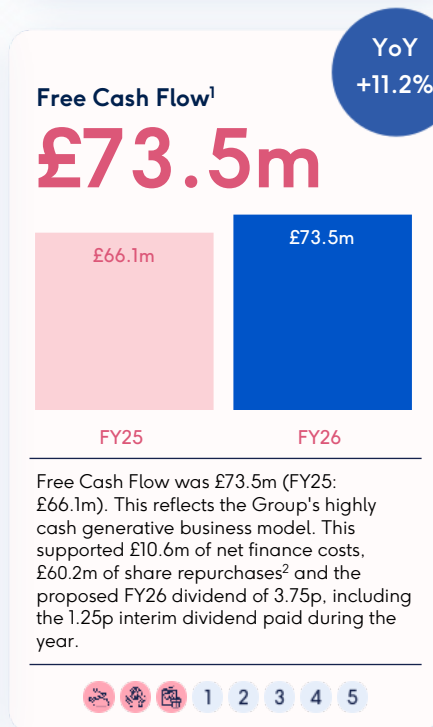 YoY
+11.2%
Free Cash Flow¹
£73.5m
£66.1m
£73.5m
FY25
FY26
Free Cash Flow was £73.5m (FY25:
£66.1m). This reflects the Group's highly
cash generative business model. This
supported £10.6m of net finance costs,
£60.2m of share repurchases² and the
proposed FY26 dividend of 3.75p, including
the 1.25p interim dividend paid during the
year.
1 2 3 4 5